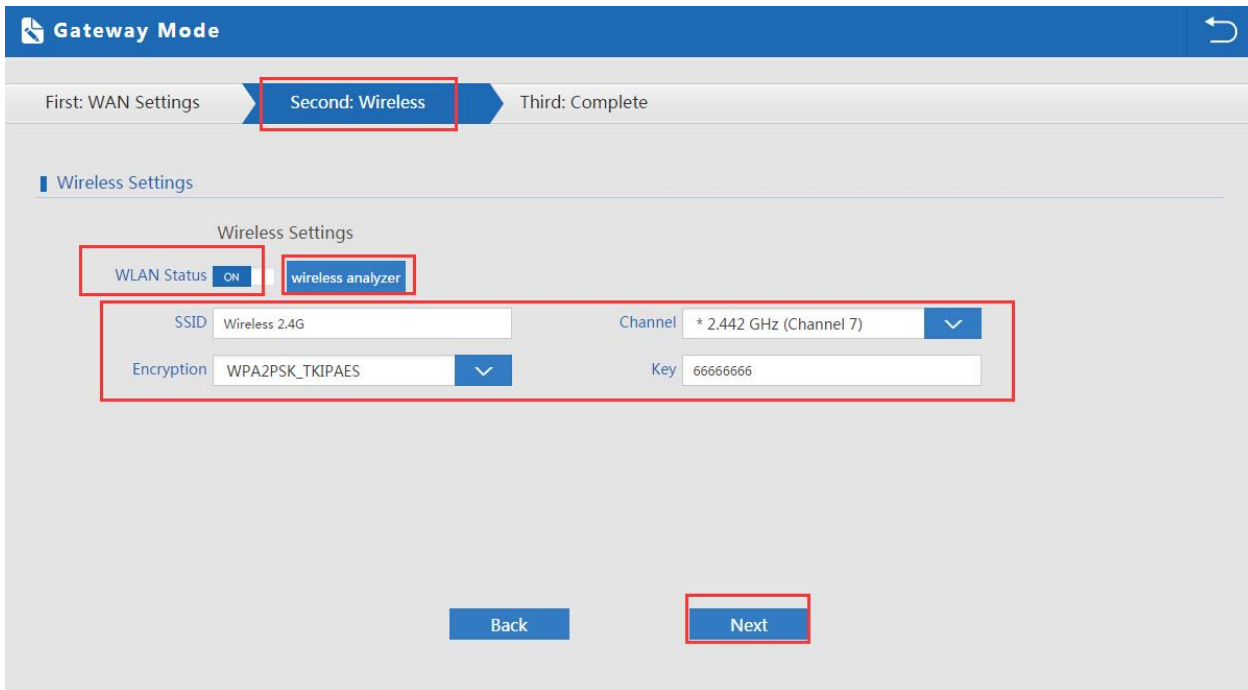 Gateway Mode
First: WAN Settings Second: Wireless Third: Complete
Wireless Settings
Wireless Settings
WLAN Status ON wireless analyzer
SSID Wireless 2.4G Channel * 2.442 GHz (Channel 7)
Encryption WPA2PSK_TKIPAES Key 66666666
Back Next